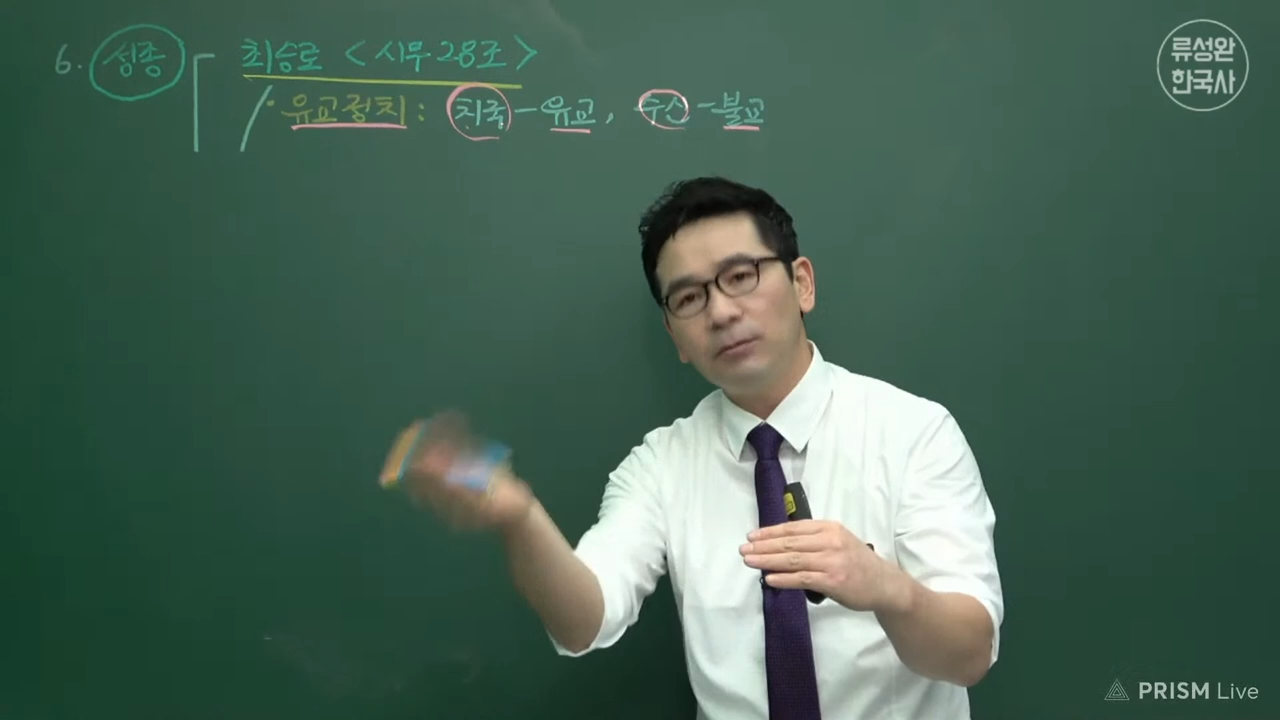 6. 성종 최승로 <시무 28조>
· 유교정치 : 치국 - 유교, 수신 - 불교
류성완
한국사
PRISM Live